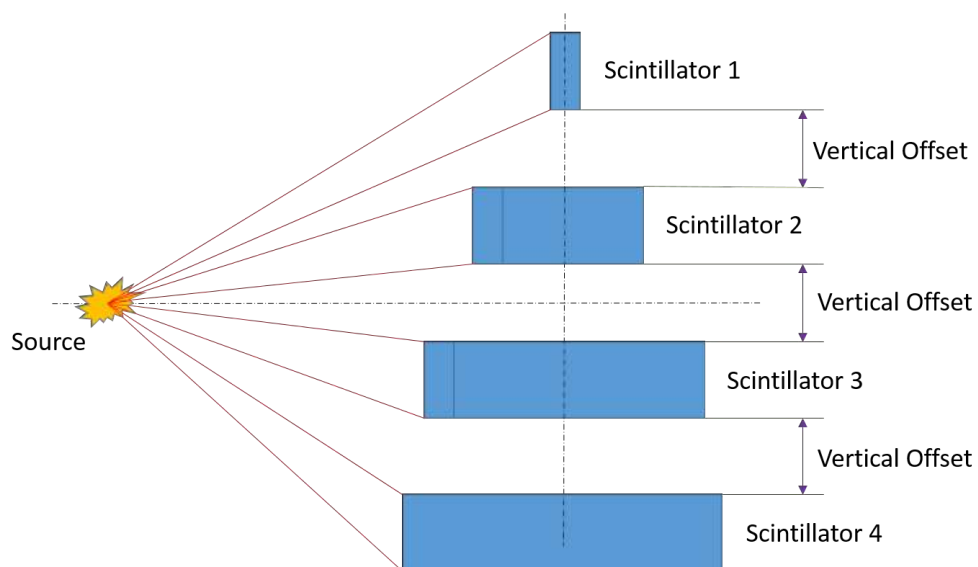 Scintillator 1
Vertical Offset
Scintillator 2
Vertical Offset
Source
Scintillator 3
Vertical Offset
Scintillator 4